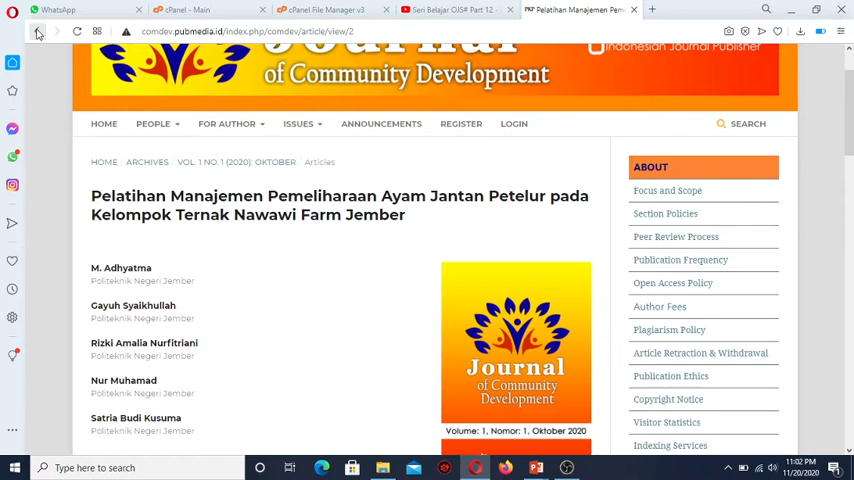 WhatsApp
cPanel - Main
cPanel File Manager v3
Seri Belajar OJS# Part 12 -
PKP Pelatihan Manajemen Pem
comdev.pubmedia.id/index.php/comdev/article/view/2
of Community Development
Indonesian Journal Publisher
HOME PEOPLE FOR AUTHOR ISSUES ANNOUNCEMENTS REGISTER LOGIN SEARCH
HOME / ARCHIVES / VOL. 1 NO. 1 (2020): OKTOBER / Articles
Pelatihan Manajemen Pemeliharaan Ayam Jantan Petelur pada
Kelompok Ternak Nawawi Farm Jember
M. Adhyatma
Politeknik Negeri Jember
Gayuh Syaikhullah
Politeknik Negeri Jember
Rizki Amalia Nurfitriani
Politeknik Negeri Jember
Nur Muhamad
Politeknik Negeri Jember
Satria Budi Kusuma
Politeknik Negeri Jember
Journal
of Community
Development
Volume: 1, Nomor: 1, Oktober 2020
ABOUT
Focus and Scope
Section Policies
Peer Review Process
Publication Frequency
Open Access Policy
Author Fees
Plagiarism Policy
Article Retraction & Withdrawal
Publication Ethics
Copyright Notice
Visitor Statistics
Indexing Services
Type here to search
11:02 PM
11/20/2020